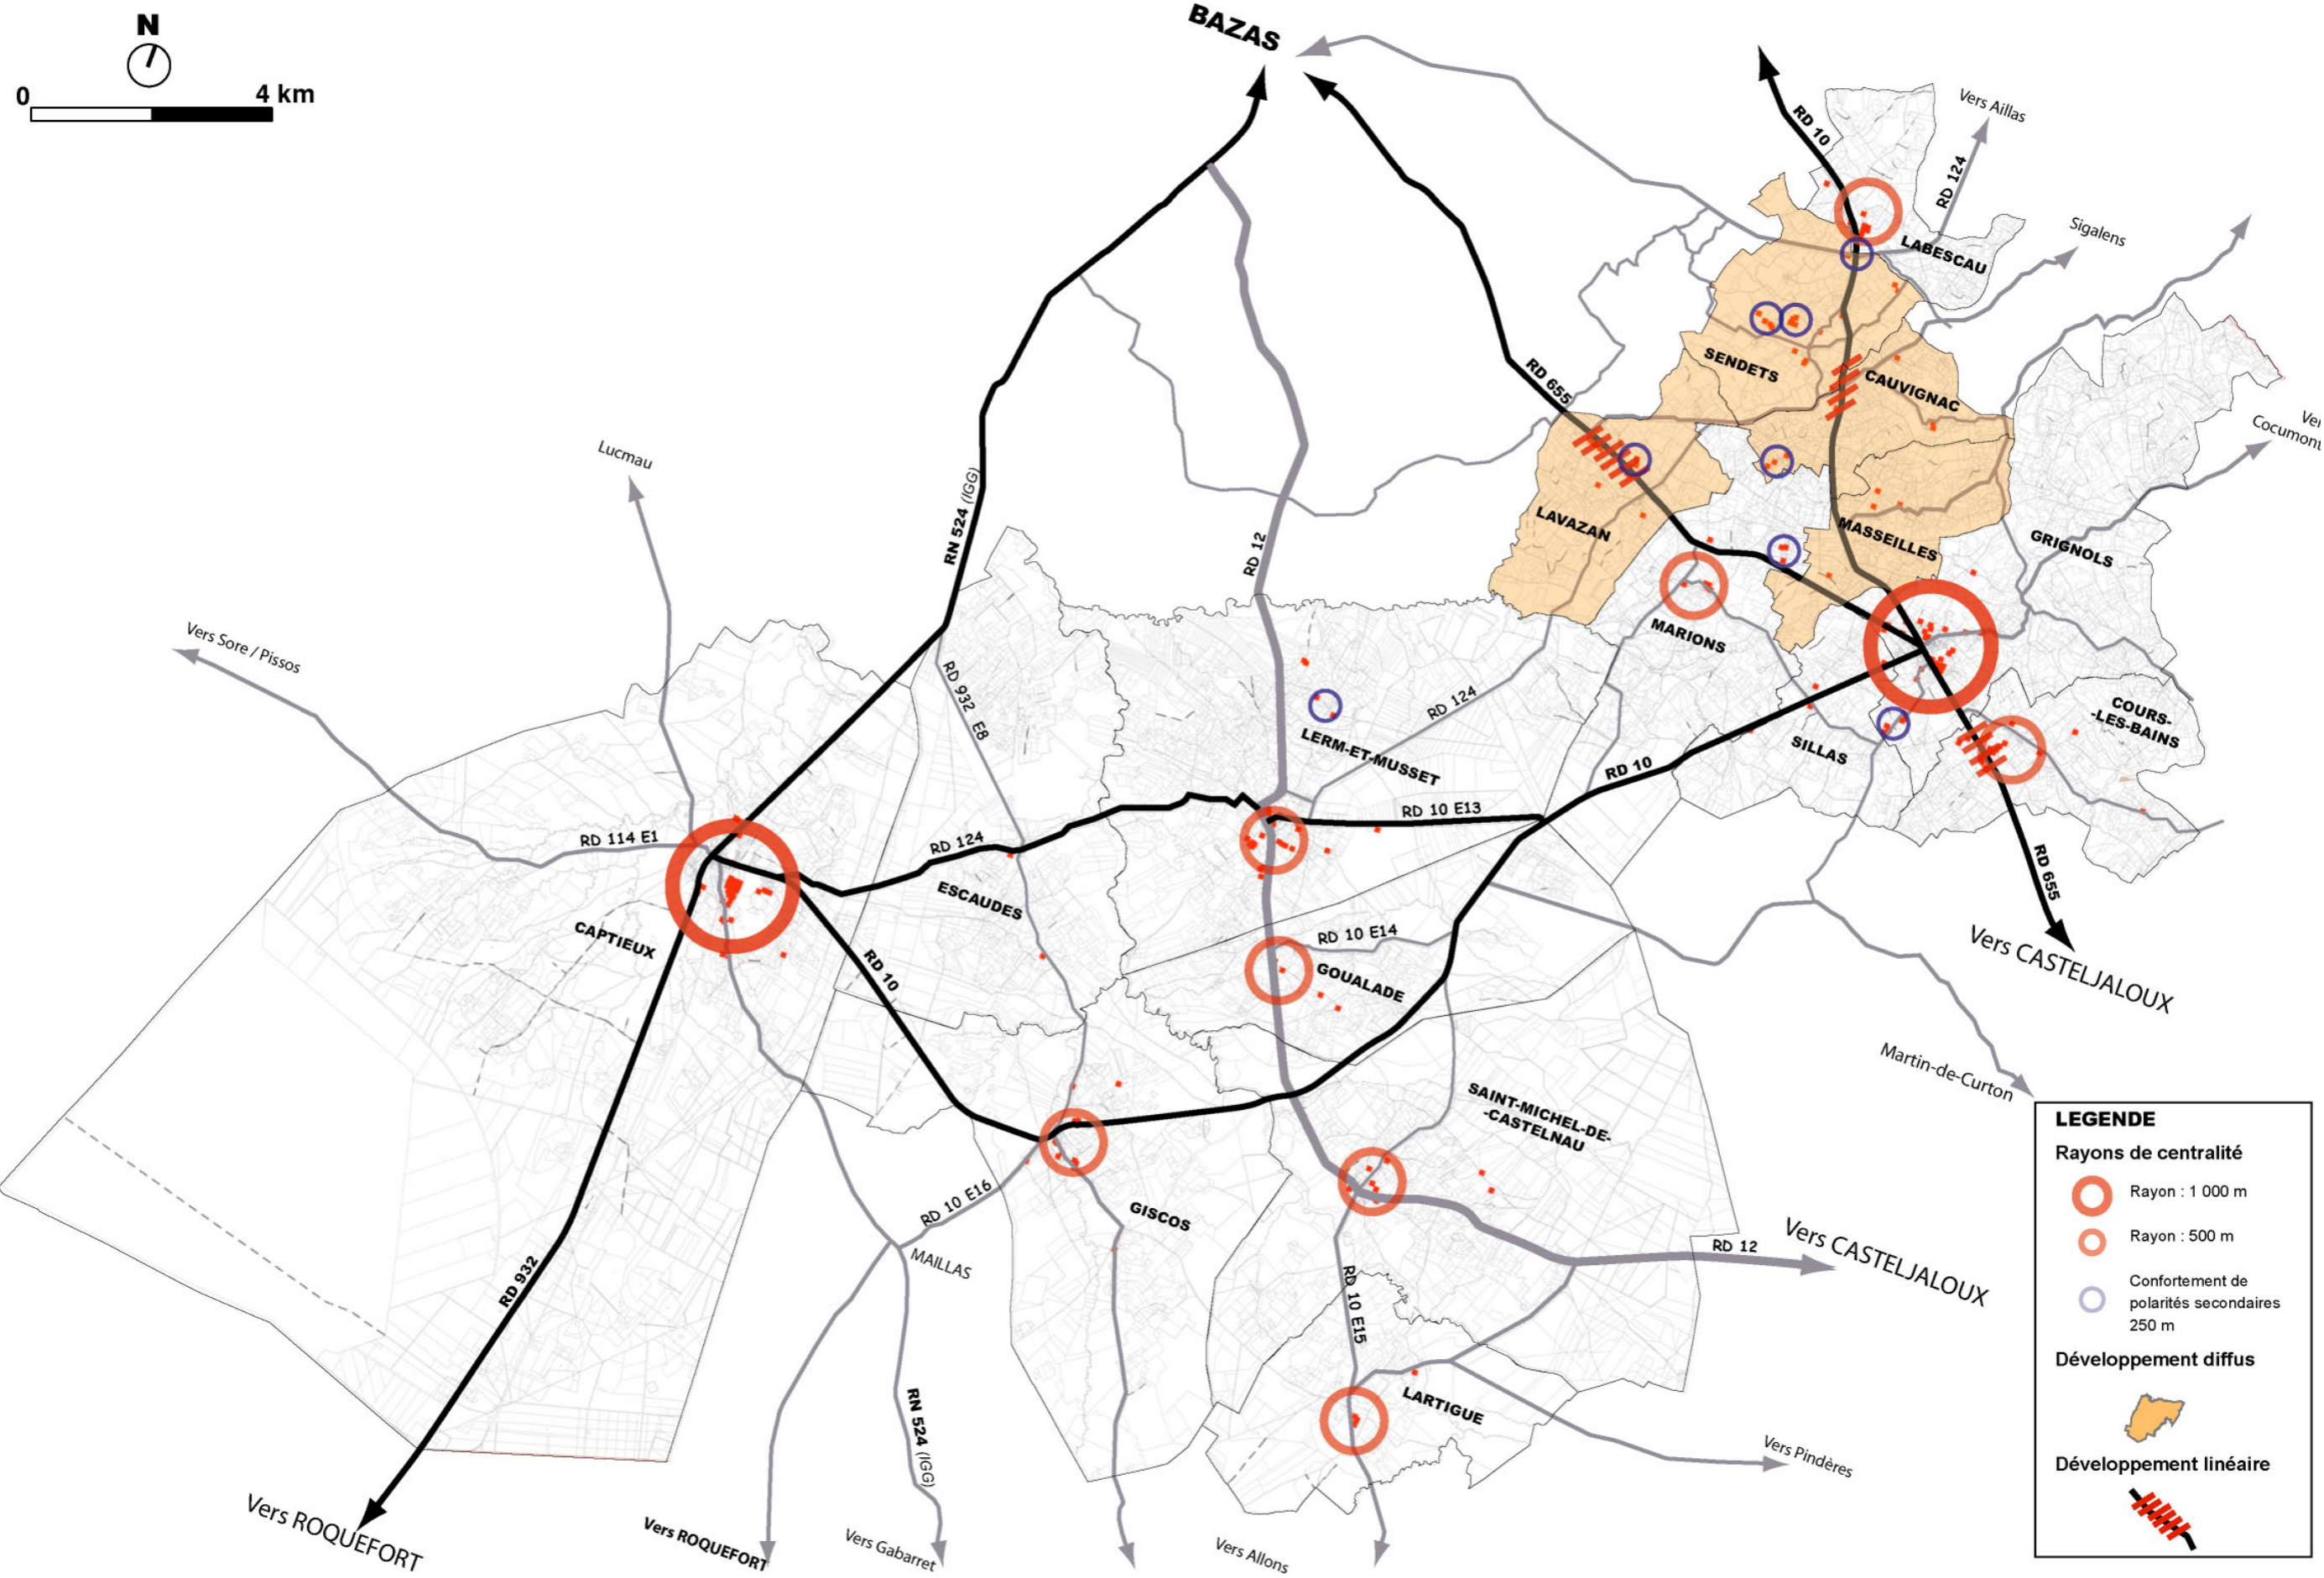 N
0 4 km
BAZAS
RD 10
Vers Aillas
RD 124
Sigalens
LABESCAU
SENDETS
CAUVIGNAC
RD 655
Cocumont
Lucmau
RN 524 (IGG)
RD 12
LAVAZAN
MASSEILLES
GRIGNOLS
Vers Sore / Pissos
MARIONS
RD 932 E8
RD 124
COURS-
-LES-BAINS
LERM-ET-MUSSET
SILLAS
RD 10
RD 10 E13
RD 114 E1
RD 124
RD 655
ESCAUDES
CAPTIEUX
RD 10 E14
GOUALADE
RD 10
Vers CASTELJALOUX
Martin-de-Curton
SAINT-MICHEL-DE-
-CASTELNAU
RD 10 E16
GISCOS
MAILLAS
RD 932
RD 12
Vers CASTELJALOUX
RD 10 E15
RN 524 (IGG)
LARTIGUE
Vers Pindères
Vers ROQUEFORT
Vers ROQUEFORT
Vers Gabarret
Vers Allons
LEGENDE
Rayons de centralité
Rayon : 1 000 m
Rayon : 500 m
Confortement de
polarités secondaires
250 m
Développement diffus
Développement linéaire